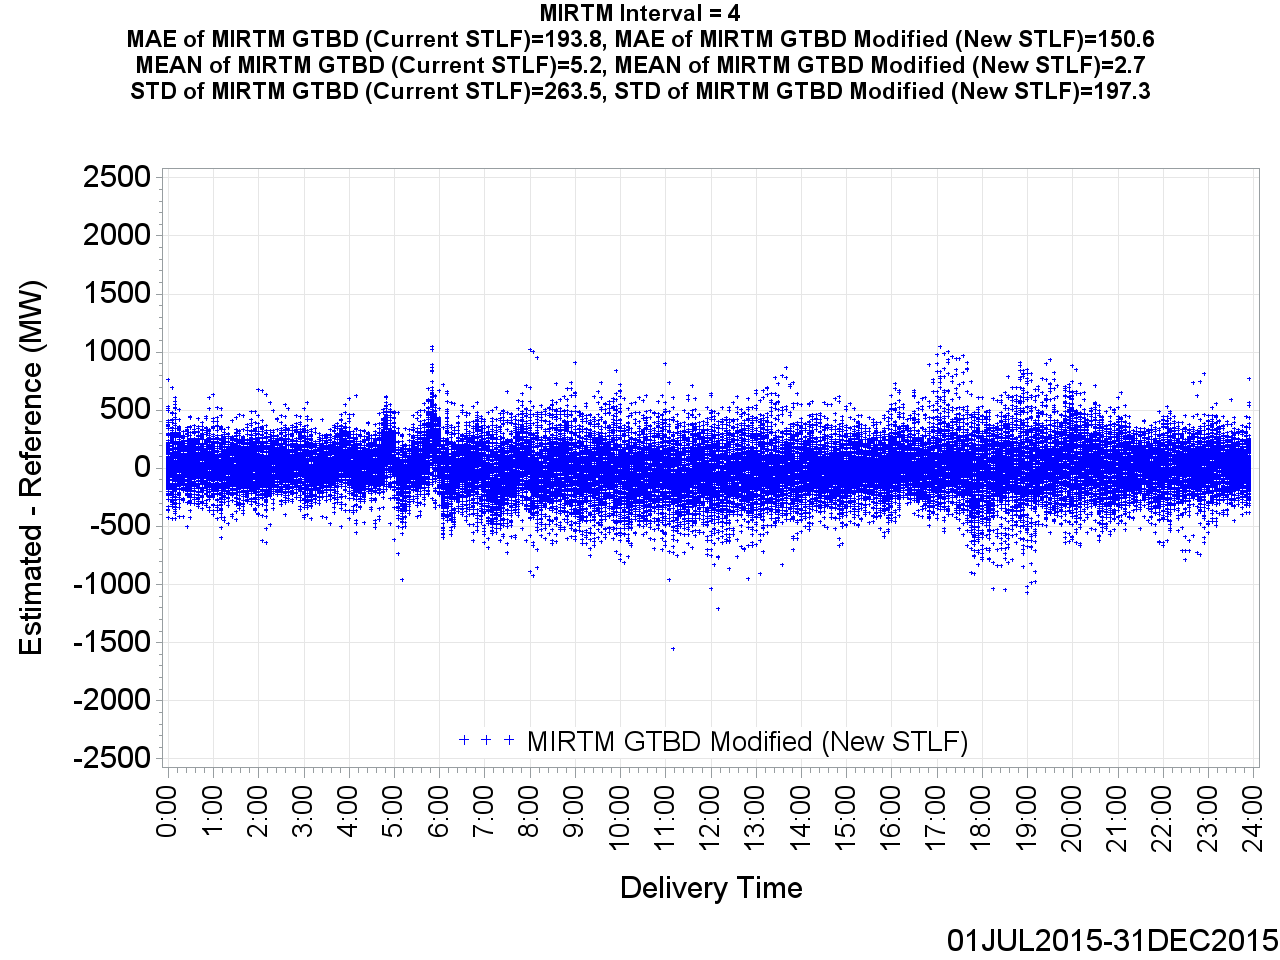 MIRTM Interval = 4
MAE of MIRTM GTBD (Current STLF)=193.8, MAE of MIRTM GTBD Modified (New STLF)=150.6
MEAN of MIRTM GTBD (Current STLF)=5.2, MEAN of MIRTM GTBD Modified (New STLF)=2.7
STD of MIRTM GTBD (Current STLF)=263.5, STD of MIRTM GTBD Modified (New STLF)=197.3
Estimated - Reference (MW)
2500
2000
1500
1000
500
0
-500
-1000
-1500
-2000
-2500
MIRTM GTBD Modified (New STLF)
0:00 1:00 2:00 3:00 4:00 5:00 6:00 7:00 8:00 9:00 10:00 11:00 12:00 13:00 14:00 15:00 16:00 17:00 18:00 19:00 20:00 21:00 22:00 23:00 24:00
Delivery Time
01JUL2015-31DEC2015